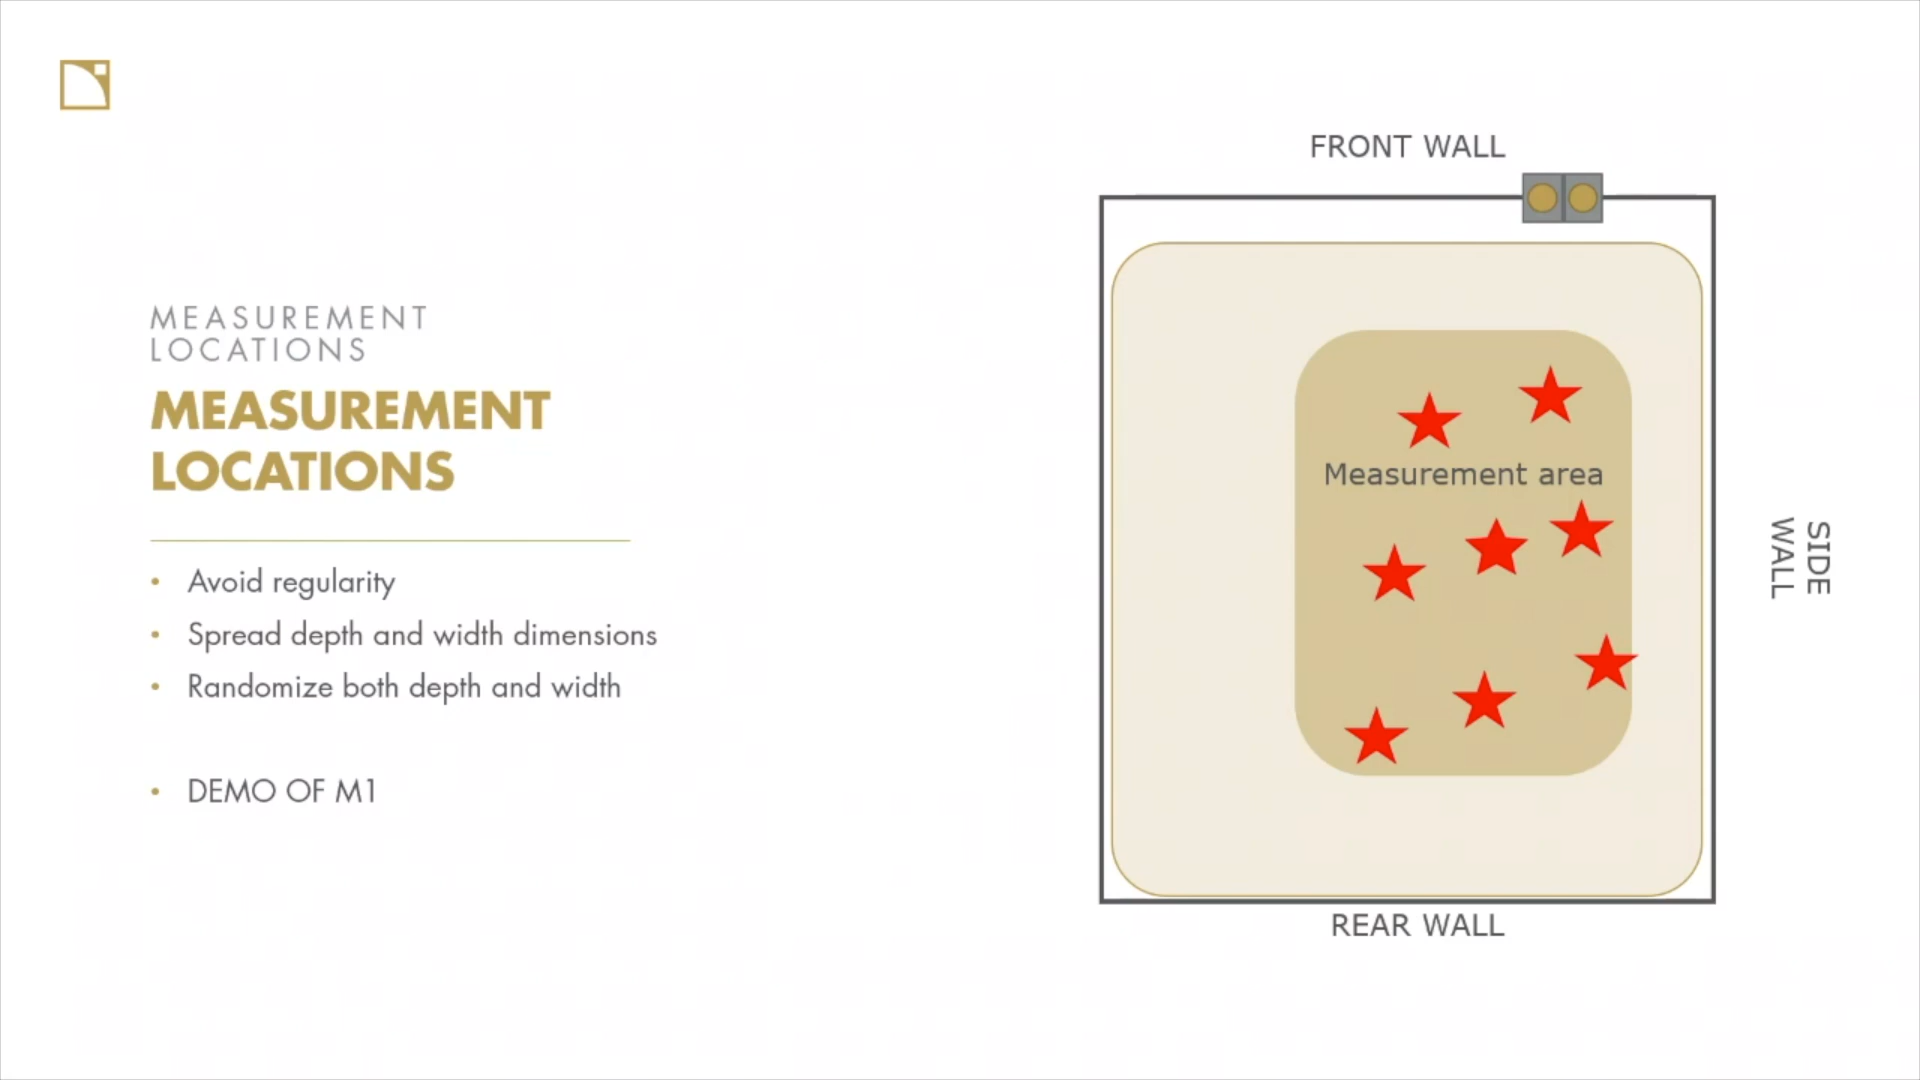 MEASUREMENT
LOCATIONS
MEASUREMENT
LOCATIONS
• Avoid regularity
• Spread depth and width dimensions
• Randomize both depth and width
• DEMO OF M1
FRONT WALL
Measurement area
SIDE
WALL
REAR WALL